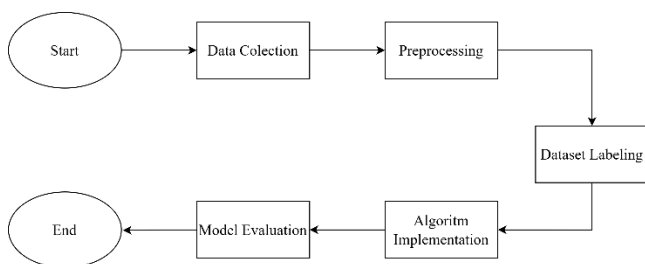 Start
Data Colection
Preprocessing
Dataset Labeling
Algoritm
Implementation
Model Evaluation
End